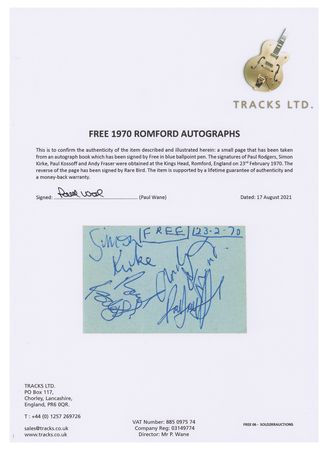 TRACKS LTD.
FREE 1970 ROMFORD AUTOGRAPHS
This is to confirm the authenticity of the item described and illustrated herein: a small page that has been taken
from an autograph book which has been signed by Free in blue ballpoint pen. The signatures of Paul Rodgers, Simon
Kirke, Paul Kossoff and Andy Fraser were obtained at the Kings Head, Romford, England on 23rd February 1970. The
reverse of the page has been signed by Rare Bird. The item is supported by a lifetime guarantee of authenticity and
a money-back warranty.
Signed: (Paul Wane) Dated: 17 August 2021
FREE 23-2-70
Simon
Kirke
TRACKS LTD.
PO Box 117,
Chorley, Lancashire,
England, PR6 0QR.
T : +44 (0) 1257 269726
sales@tracks.co.uk
www.tracks.co.uk
VAT Number: 885 0975 74
Company Reg: 03149774
Director: Mr P. Wane
FREE 06 - SOLDIERAUCTIONS